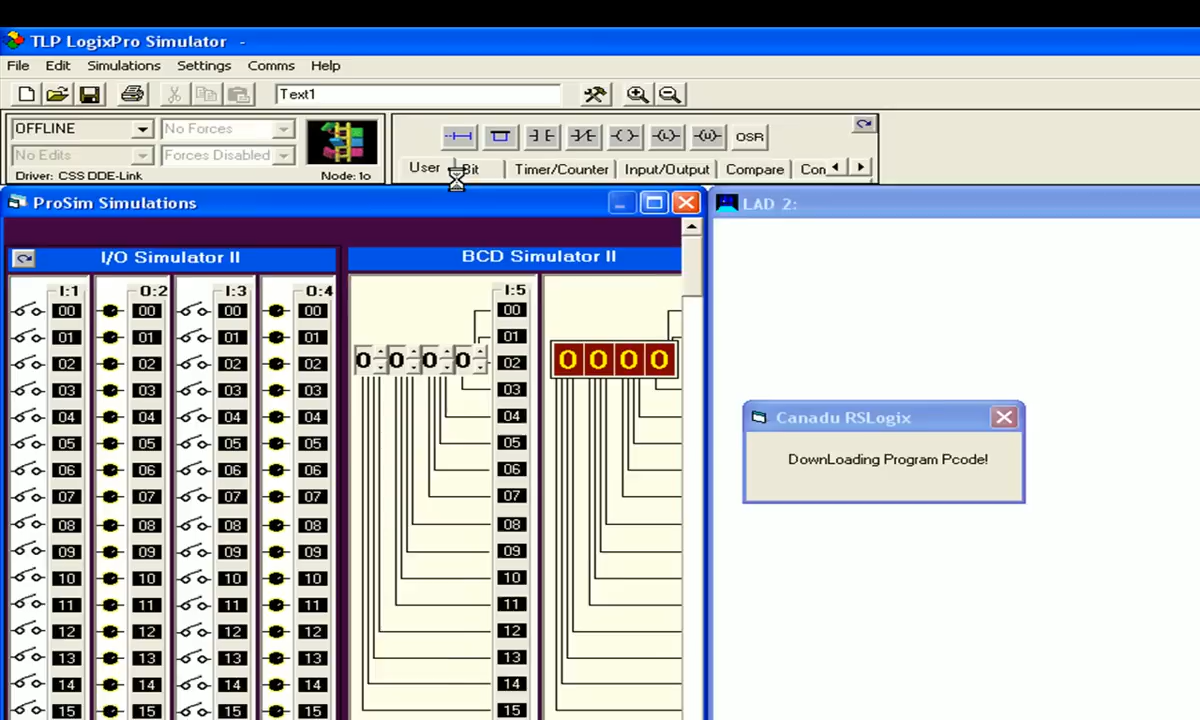 TLP LogixPro Simulator -
File Edit Simulations Settings Comms Help
Text1
OFFLINE No Forces
No Edits Forces Disabled
Driver: CSS DDE-Link Node: 1o
OSR
User Bit Timer/Counter Input/Output Compare Con
ProSim Simulations
LAD 2:
I/O Simulator II
BCD Simulator II
I:1 O:2 I:3 O:4 I:5
00 00 00 00 00
01 01 01 01 01
02 02 02 02 0 0 0 0 02 0 0 0 0
03 03 03 03 03
04 04 04 04 04
05 05 05 05 05
06 06 06 06 06
07 07 07 07 07
08 08 08 08 08
09 09 09 09 09
10 10 10 10 10
11 11 11 11 11
12 12 12 12 12
13 13 13 13 13
14 14 14 14 14
15 15 15 15 15
Canadu RSLogix
DownLoading Program Pcode!